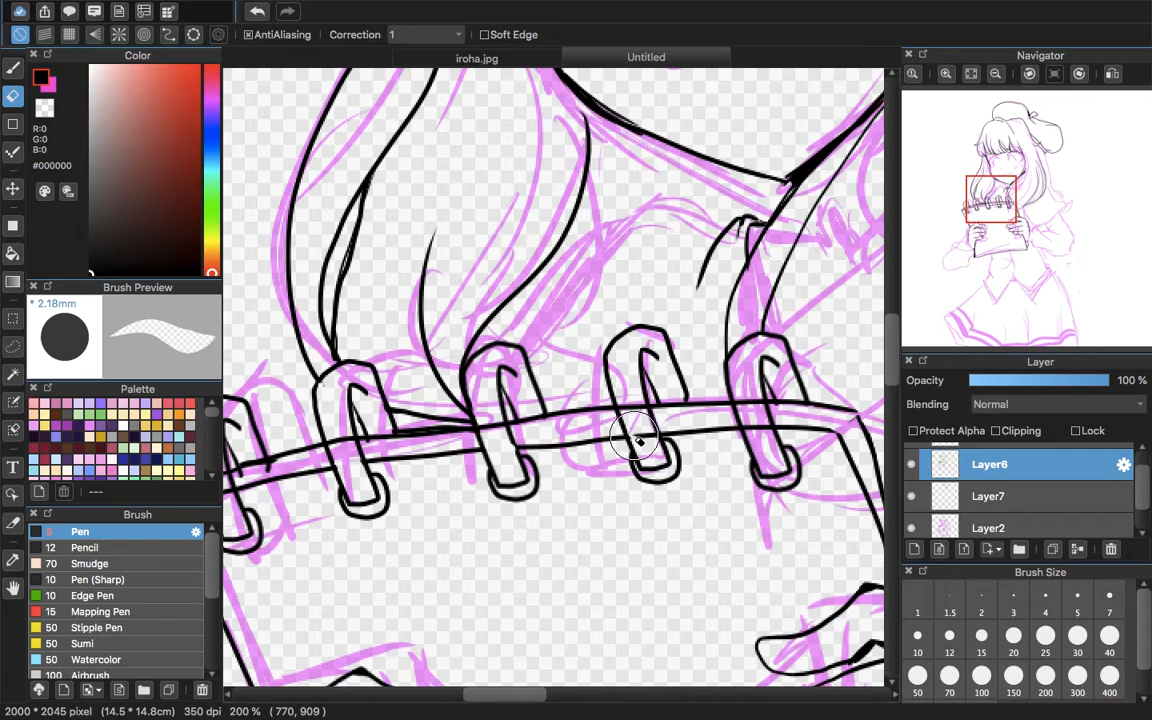 AntiAliasing Correction 1 Soft Edge
Color
iroha.jpg
Untitled
Navigator
R:0
G:0
B:0
#000000
Brush Preview
* 2.18mm
Palette
---
Brush
3 Pen
12 Pencil
70 Smudge
10 Pen (Sharp)
10 Edge Pen
15 Mapping Pen
50 Stipple Pen
50 Sumi
50 Watercolor
100 Airbrush
T
Layer
Opacity 100 %
Blending Normal
Protect Alpha Clipping Lock
Layer6
Layer7
Layer2
Brush Size
1 1.5 2 3 4 5 7
10 12 15 20 25 30 40
50 70 100 150 200 300 400
2000 * 2045 pixel (14.5 * 14.8cm) 350 dpi 200 % ( 770, 909 )